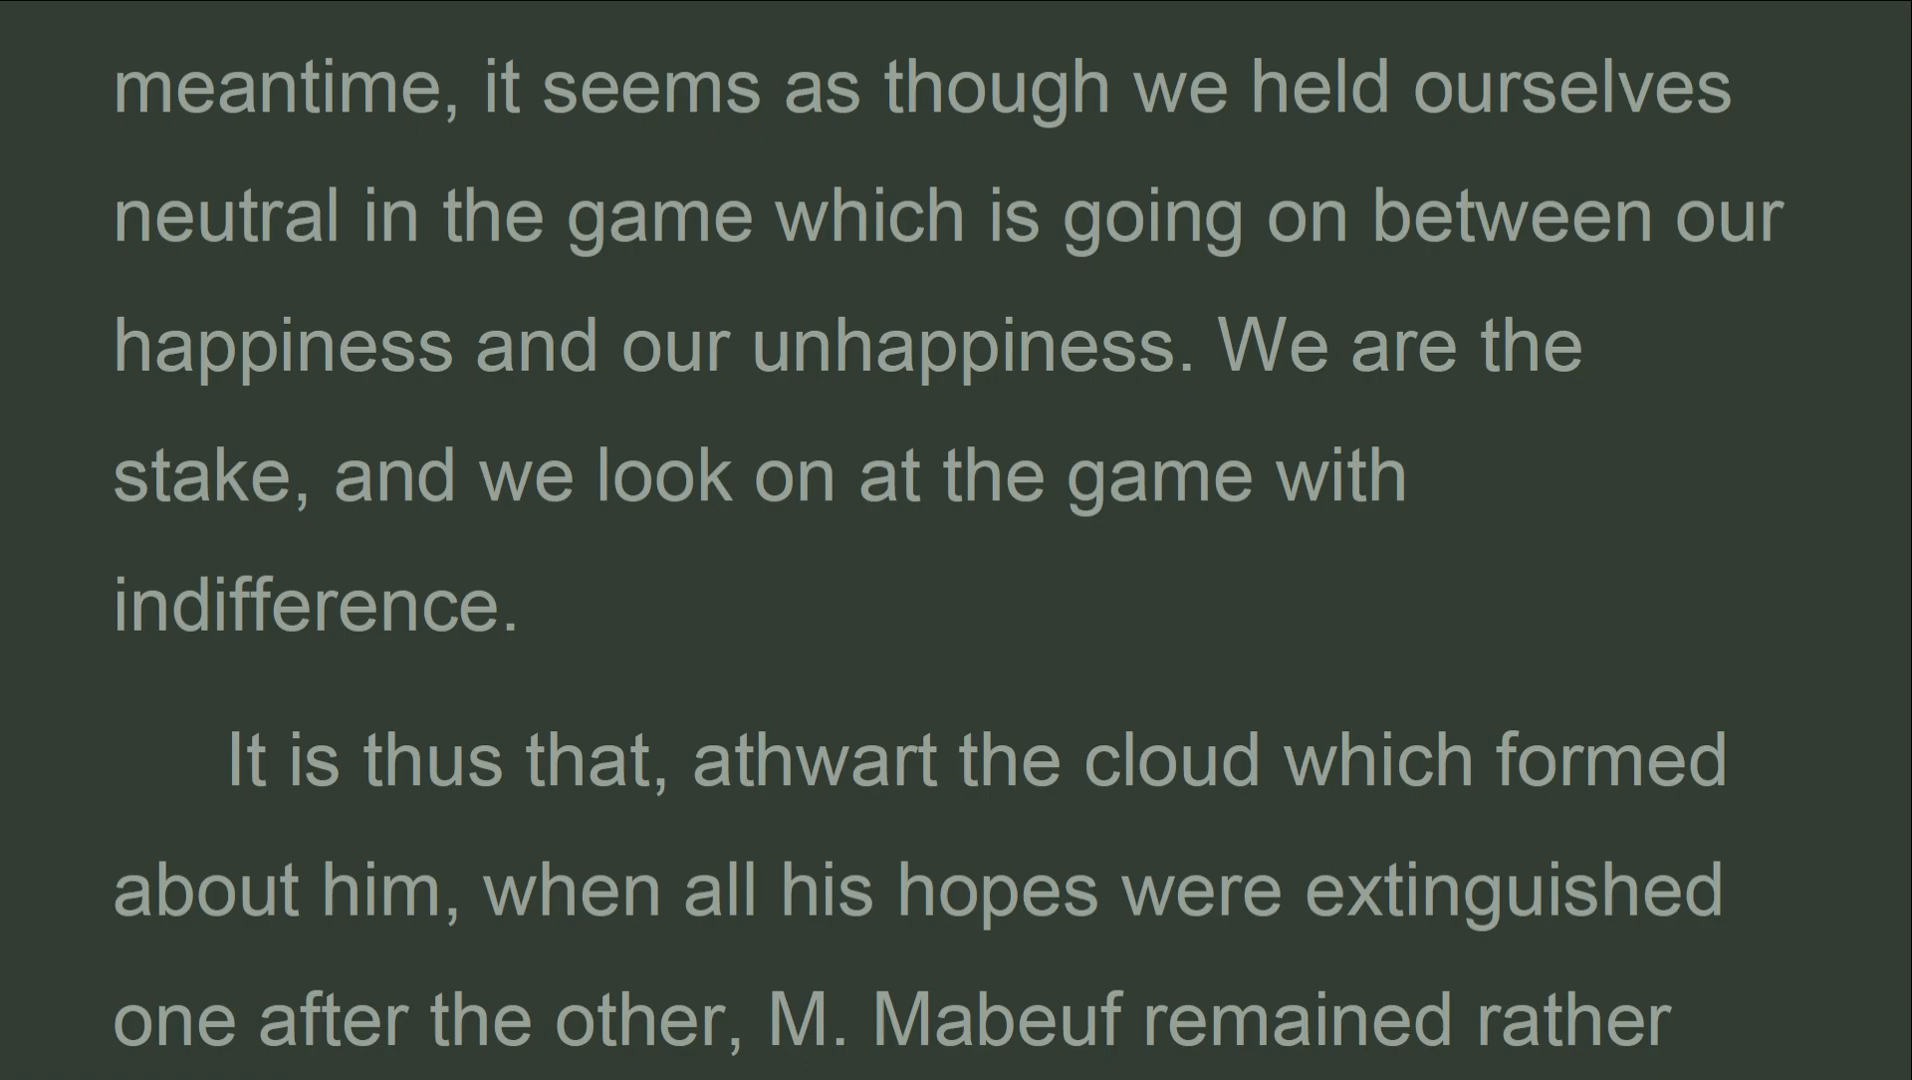 meantime, it seems as though we held ourselves
neutral in the game which is going on between our
happiness and our unhappiness. We are the
stake, and we look on at the game with
indifference.
It is thus that, athwart the cloud which formed
about him, when all his hopes were extinguished
one after the other, M. Mabeuf remained rather